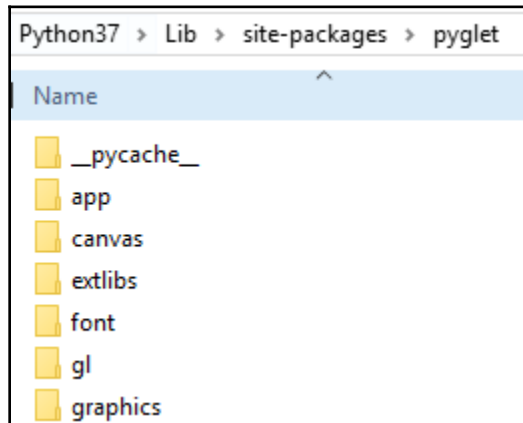 Python37 > Lib > site-packages > pyglet
Name
__pycache__
app
canvas
extlibs
font
gl
graphics